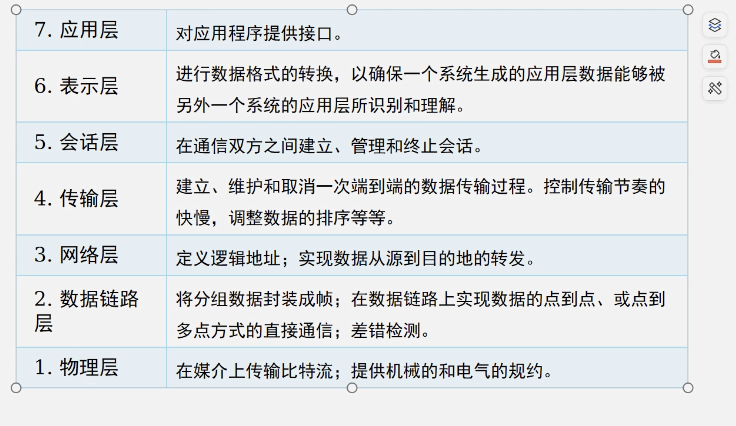 7. 应用层
对应用程序提供接口。
6. 表示层
进行数据格式的转换，以确保一个系统生成的应用层数据能够被
另外一个系统的应用层所识别和理解。
5. 会话层
在通信双方之间建立、管理和终止会话。
4. 传输层
建立、维护和取消一次端到端的数据传输过程。控制传输节奏的
快慢，调整数据的排序等等。
3. 网络层
定义逻辑地址；实现数据从源到目的地的转发。
2. 数据链路
层
将分组数据封装成帧；在数据链路上实现数据的点到点、或点到
多点方式的直接通信；差错检测。
1. 物理层
在媒介上传输比特流；提供机械的和电气的规约。